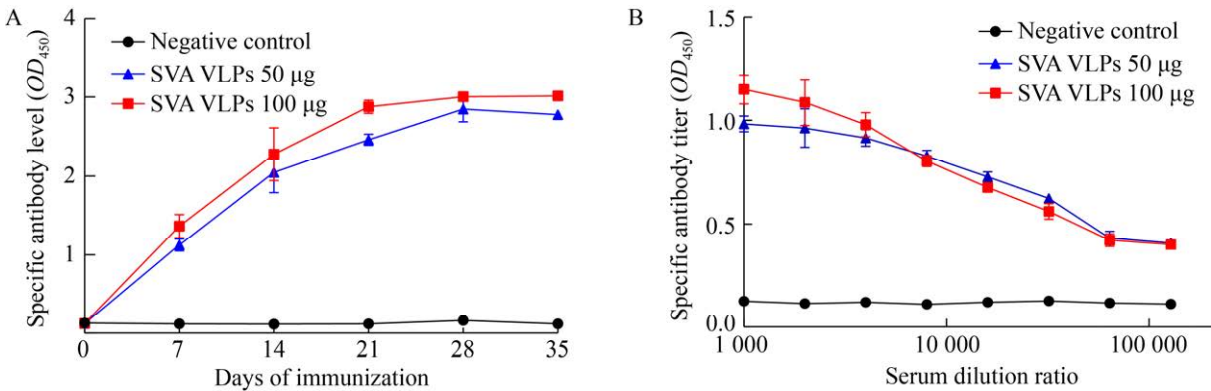 A
Specific antibody level (OD450)
4
3
2
1
0
7
14
21
28
35
Days of immunization
Negative control
SVA VLPs 50 μg
SVA VLPs 100 μg
B
Specific antibody titer (OD450)
1.5
1.0
0.5
0.0
1 000
10 000
100 000
Serum dilution ratio
Negative control
SVA VLPs 50 μg
SVA VLPs 100 μg